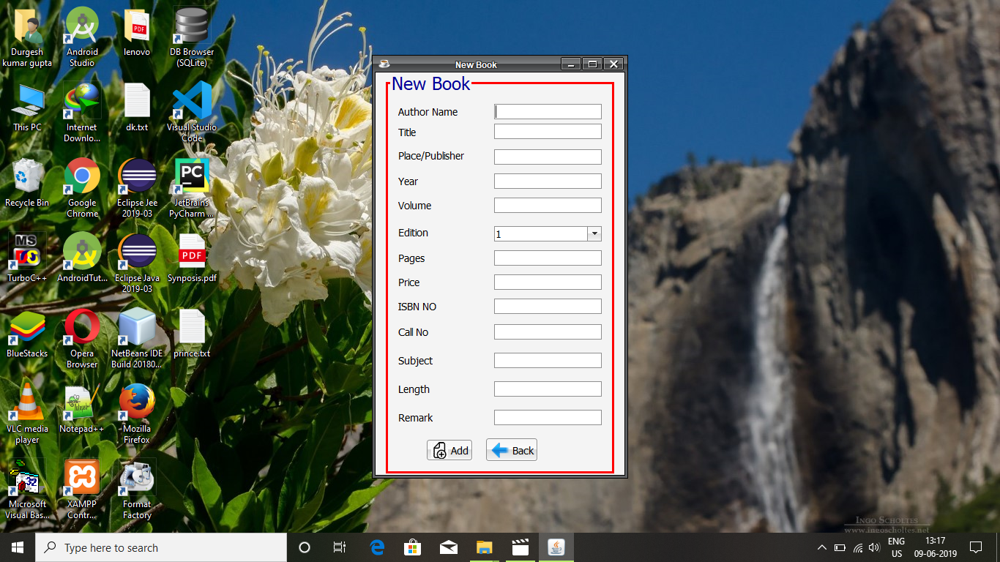 Durgesh
kumar gupta
Android
Studio
lenovo
DB Browser
(SQLite)
This PC
Internet
Downlo...
dk.txt
Visual Studio
Code
Recycle Bin
Google
Chrome
Eclipse Jee
2019-03
PC
JetBrains
PyCharm ...
MS
TurboC++
AndroidTut...
Eclipse Java
2019-03
PDF
Synposis.pdf
BlueStacks
Opera
Browser
NetBeans IDE
Build 20180...
prince.txt
VLC media
player
Notepad++
Mozilla
Firefox
Microsoft
Visual Bas...
XAMPP
Contr...
Format
Factory
New Book
New Book
Author Name
Title
Place/Publisher
Year
Volume
Edition
1
Pages
Price
ISBN NO
Call No
Subject
Length
Remark
Add
Back
Ingo Scholtes
www.ingoscholtes.net
Type here to search
ENG
US
13:17
09-06-2019